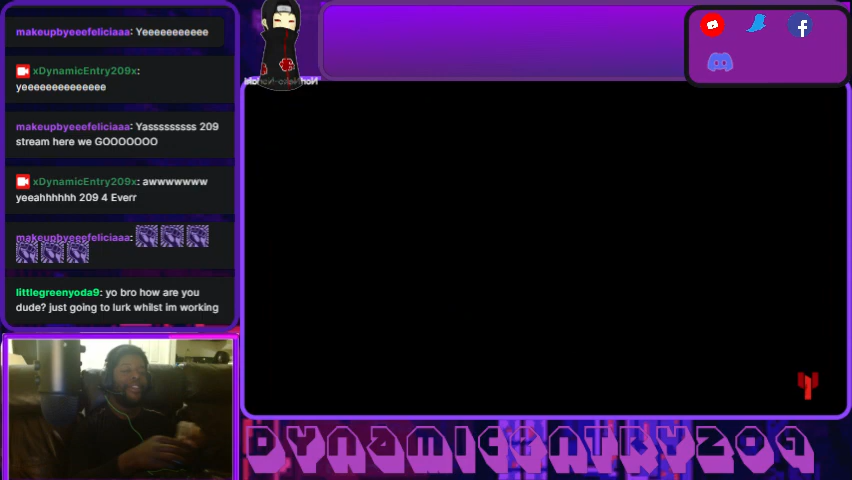 makeupbyeeefeliciaaa: Yeeeeeeeeeee
xDynamicEntry209x:
yeeeeeeeeeeeeee
makeupbyeeefeliciaaa: Yasssssssss 209
stream here we GOOOOOOO
xDynamicEntry209x: awwwwwww
yeeahhhhhh 209 4 Everr
makeupbyeeefeliciaaa:
littlegreenyoda9: yo bro how are you
dude? just going to lurk whilst im working
DYNAMICENTRY209